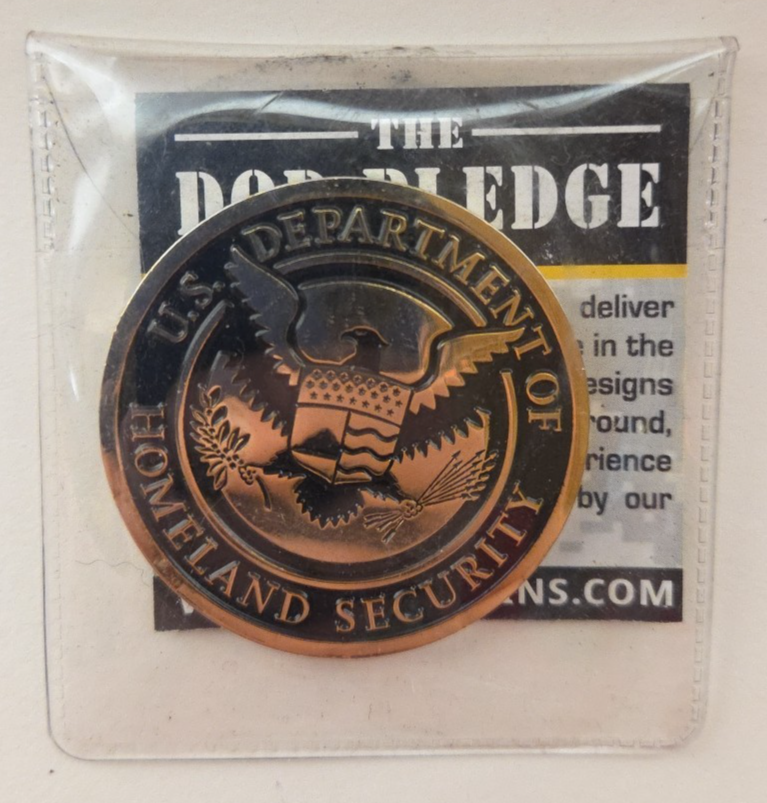 THE
PLEDGE
deliver
in the
esigns
round,
rience
by our
NS.COM
U.S. DEPARTMENT OF
HOMELAND SECURITY